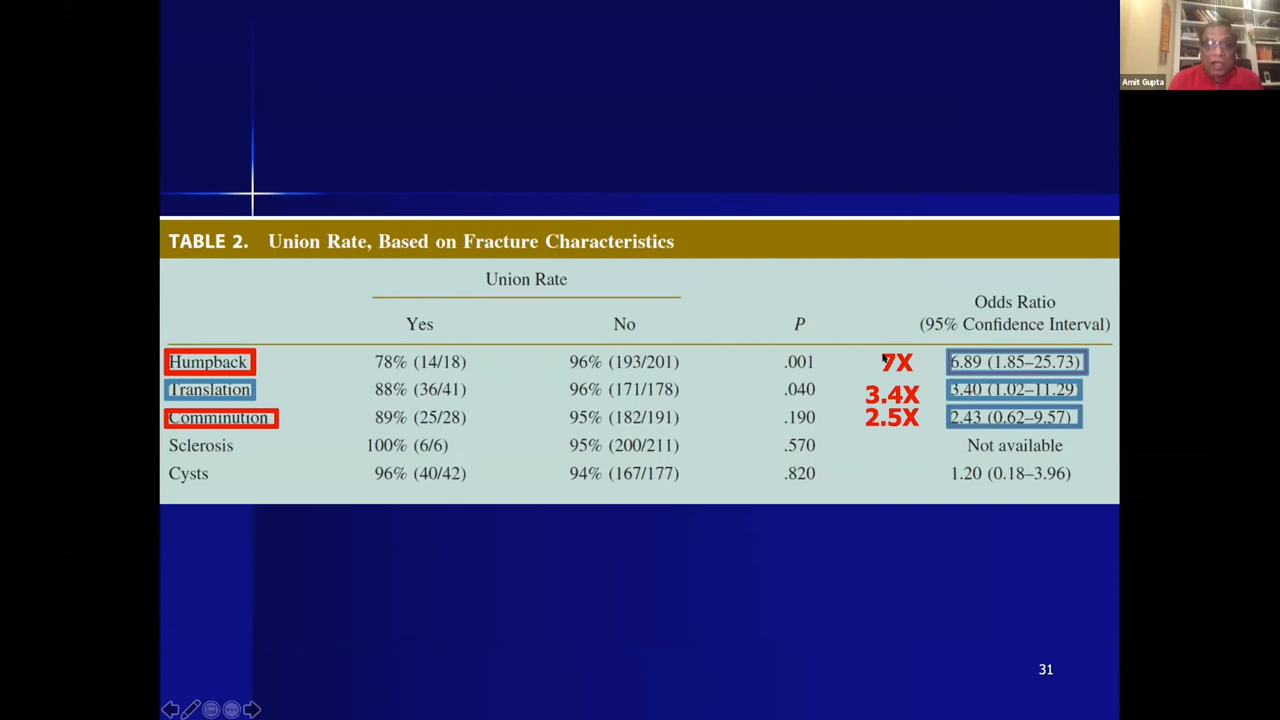 Amit Gupta
TABLE 2. Union Rate, Based on Fracture Characteristics
Union Rate
Odds Ratio
Yes No P (95% Confidence Interval)
Humpback 78% (14/18) 96% (193/201) .001 7X 6.89 (1.85–25.73)
Translation 88% (36/41) 96% (171/178) .040 3.4X 3.40 (1.02–11.29)
Comminution 89% (25/28) 95% (182/191) .190 2.5X 2.43 (0.62–9.57)
Sclerosis 100% (6/6) 95% (200/211) .570 Not available
Cysts 96% (40/42) 94% (167/177) .820 1.20 (0.18–3.96)
31